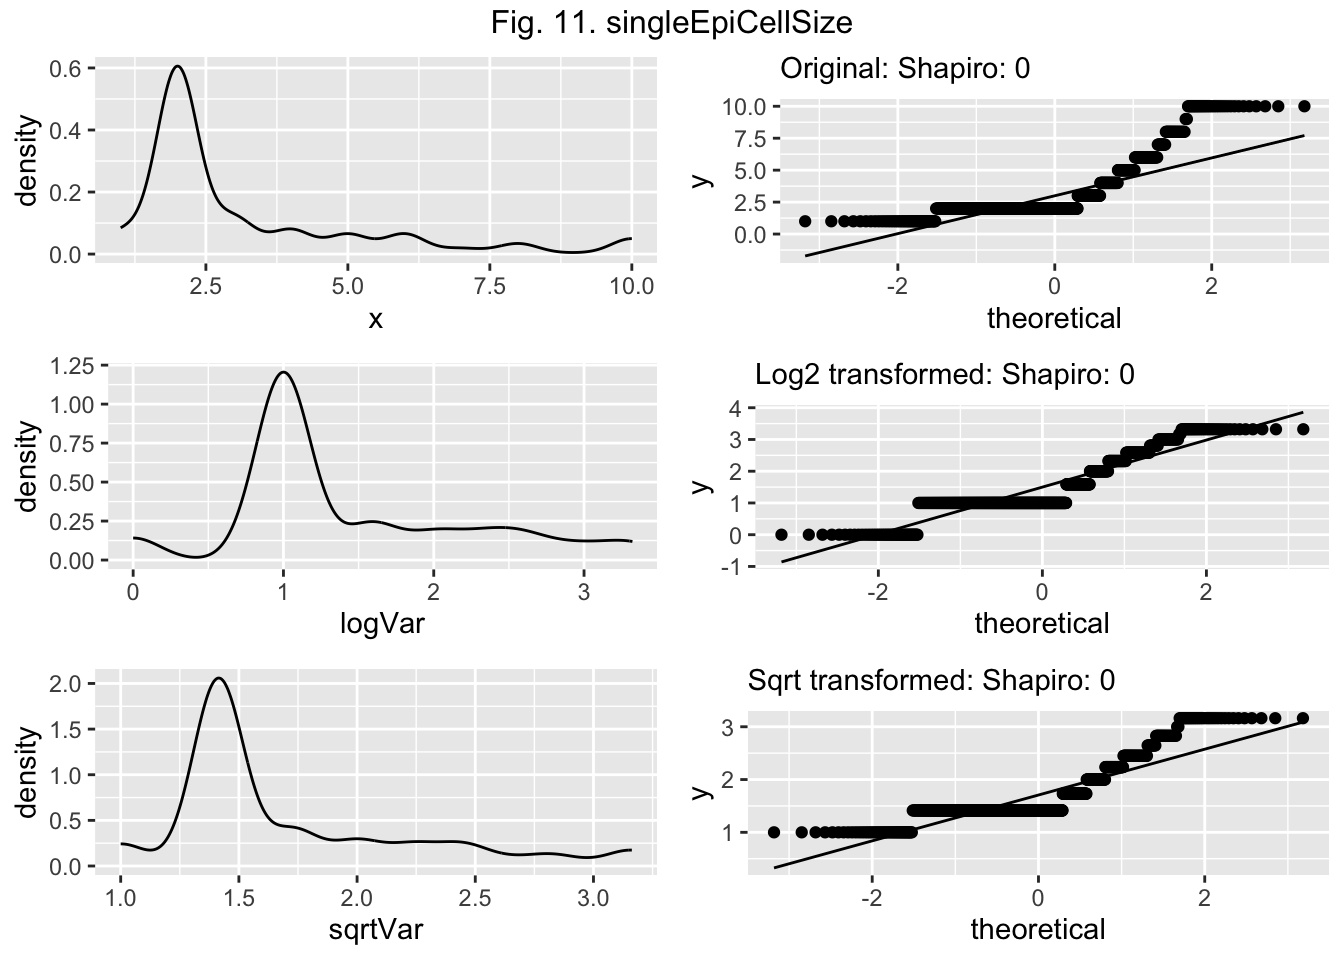 Fig. 11. singleEpiCellSize
density
0.6
0.4
0.2
0.0
2.5 5.0 7.5 10.0
x
Original: Shapiro: 0
y
10.0
7.5
5.0
2.5
0.0
-2 0 2
theoretical
density
1.25
1.00
0.75
0.50
0.25
0.00
0 1 2 3
logVar
Log2 transformed: Shapiro: 0
y
4
3
2
1
0
-1
-2 0 2
theoretical
density
2.0
1.5
1.0
0.5
0.0
1.0 1.5 2.0 2.5 3.0
sqrtVar
Sqrt transformed: Shapiro: 0
y
3
2
1
-2 0 2
theoretical